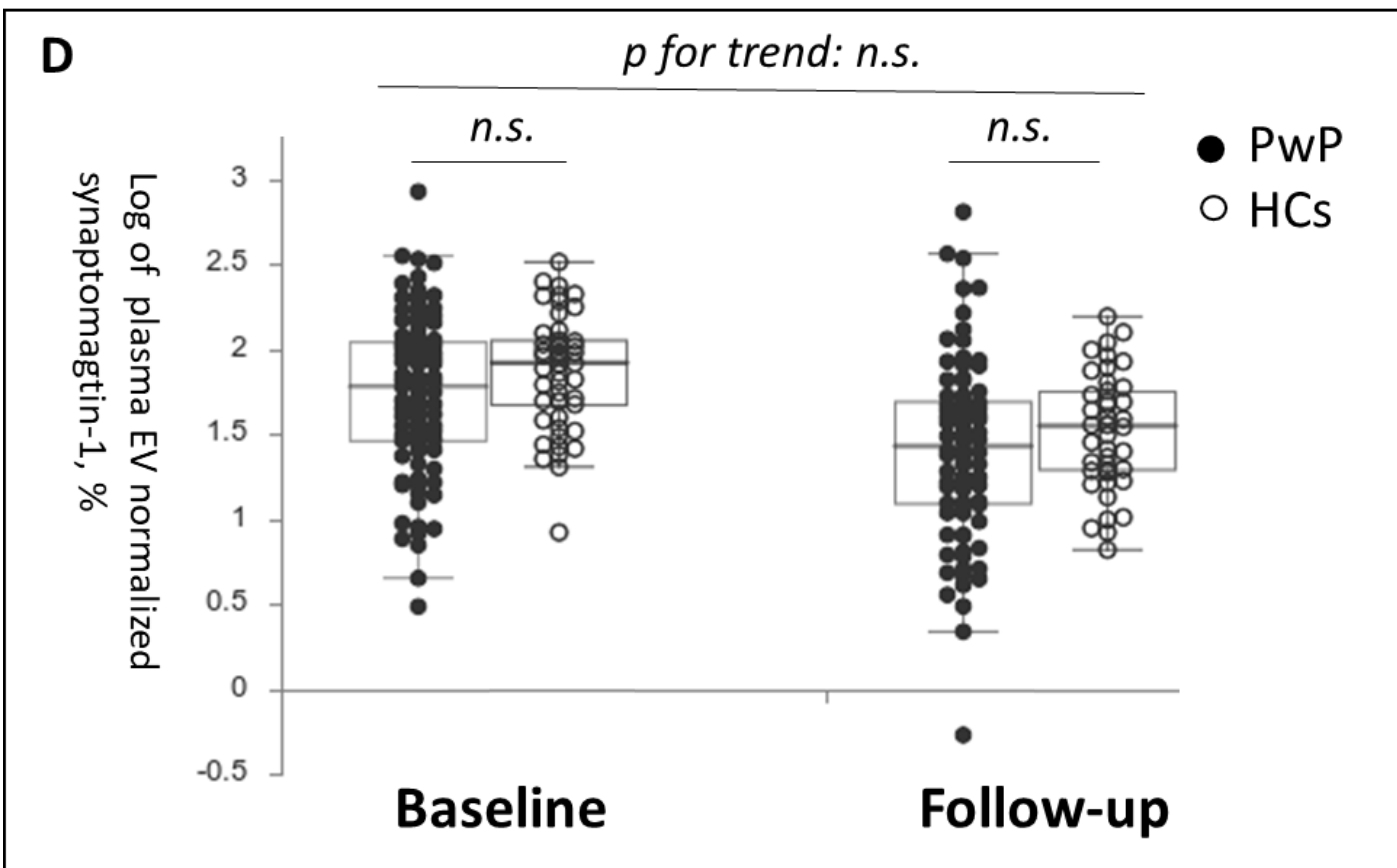 D
p for trend: n.s.
n.s.
n.s.
PwP
HCs
Log of plasma EV normalized
synaptomagtin-1, %
3
2.5
2
1.5
1
0.5
0
-0.5
Baseline
Follow-up